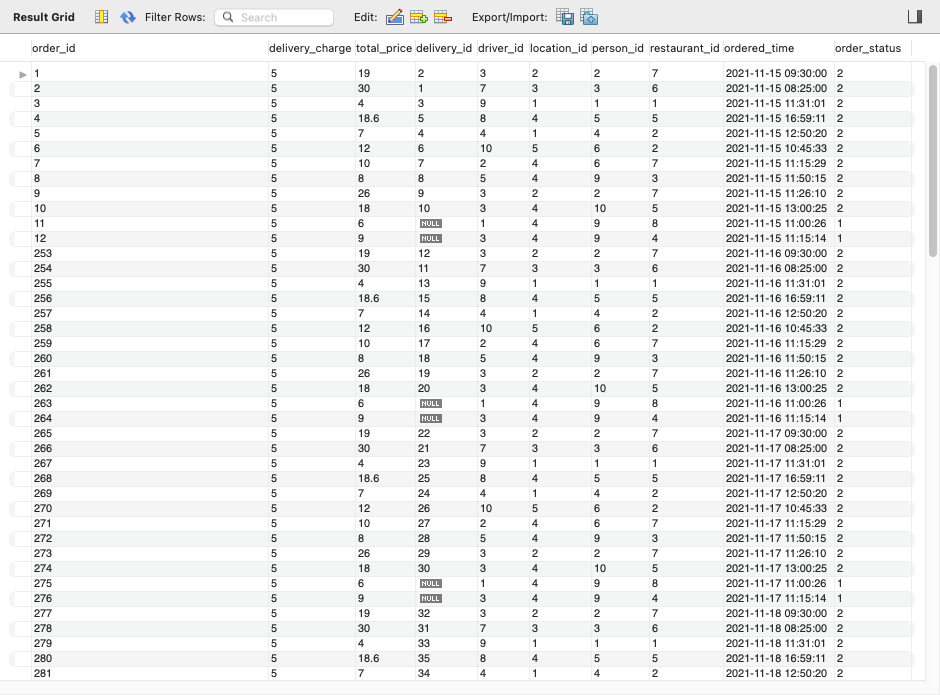 Result Grid Filter Rows: Search Edit: Export/Import:
order_id delivery_charge total_price delivery_id driver_id location_id person_id restaurant_id ordered_time order_status
1 5 19 2 3 2 2 7 2021-11-15 09:30:00 2
2 5 30 1 7 3 3 6 2021-11-15 08:25:00 2
3 5 4 3 9 1 1 1 2021-11-15 11:31:01 2
4 5 18.6 5 8 4 5 5 2021-11-15 16:59:11 2
5 5 7 4 4 1 4 2 2021-11-15 12:50:20 2
6 5 12 6 10 5 6 2 2021-11-15 10:45:33 2
7 5 10 7 2 4 6 7 2021-11-15 11:15:29 2
8 5 8 8 5 4 9 3 2021-11-15 11:50:15 2
9 5 26 9 3 2 2 7 2021-11-15 11:26:10 2
10 5 18 10 3 4 10 5 2021-11-15 13:00:25 2
11 5 6 NULL 1 4 9 8 2021-11-15 11:00:26 1
12 5 9 NULL 3 4 9 4 2021-11-15 11:15:14 1
253 5 19 12 3 2 2 7 2021-11-16 09:30:00 2
254 5 30 11 7 3 3 6 2021-11-16 08:25:00 2
255 5 4 13 9 1 1 1 2021-11-16 11:31:01 2
256 5 18.6 15 8 4 5 5 2021-11-16 16:59:11 2
257 5 7 14 4 1 4 2 2021-11-16 12:50:20 2
258 5 12 16 10 5 6 2 2021-11-16 10:45:33 2
259 5 10 17 2 4 6 7 2021-11-16 11:15:29 2
260 5 8 18 5 4 9 3 2021-11-16 11:50:15 2
261 5 26 19 3 2 2 7 2021-11-16 11:26:10 2
262 5 18 20 3 4 10 5 2021-11-16 13:00:25 2
263 5 6 NULL 1 4 9 8 2021-11-16 11:00:26 1
264 5 9 NULL 3 4 9 4 2021-11-16 11:15:14 1
265 5 19 22 3 2 2 7 2021-11-17 09:30:00 2
266 5 30 21 7 3 3 6 2021-11-17 08:25:00 2
267 5 4 23 9 1 1 1 2021-11-17 11:31:01 2
268 5 18.6 25 8 4 5 5 2021-11-17 16:59:11 2
269 5 7 24 4 1 4 2 2021-11-17 12:50:20 2
270 5 12 26 10 5 6 2 2021-11-17 10:45:33 2
271 5 10 27 2 4 6 7 2021-11-17 11:15:29 2
272 5 8 28 5 4 9 3 2021-11-17 11:50:15 2
273 5 26 29 3 2 2 7 2021-11-17 11:26:10 2
274 5 18 30 3 4 10 5 2021-11-17 13:00:25 2
275 5 6 NULL 1 4 9 8 2021-11-17 11:00:26 1
276 5 9 NULL 3 4 9 4 2021-11-17 11:15:14 1
277 5 19 32 3 2 2 7 2021-11-18 09:30:00 2
278 5 30 31 7 3 3 6 2021-11-18 08:25:00 2
279 5 4 33 9 1 1 1 2021-11-18 11:31:01 2
280 5 18.6 35 8 4 5 5 2021-11-18 16:59:11 2
281 5 7 34 4 1 4 2 2021-11-18 12:50:20 2